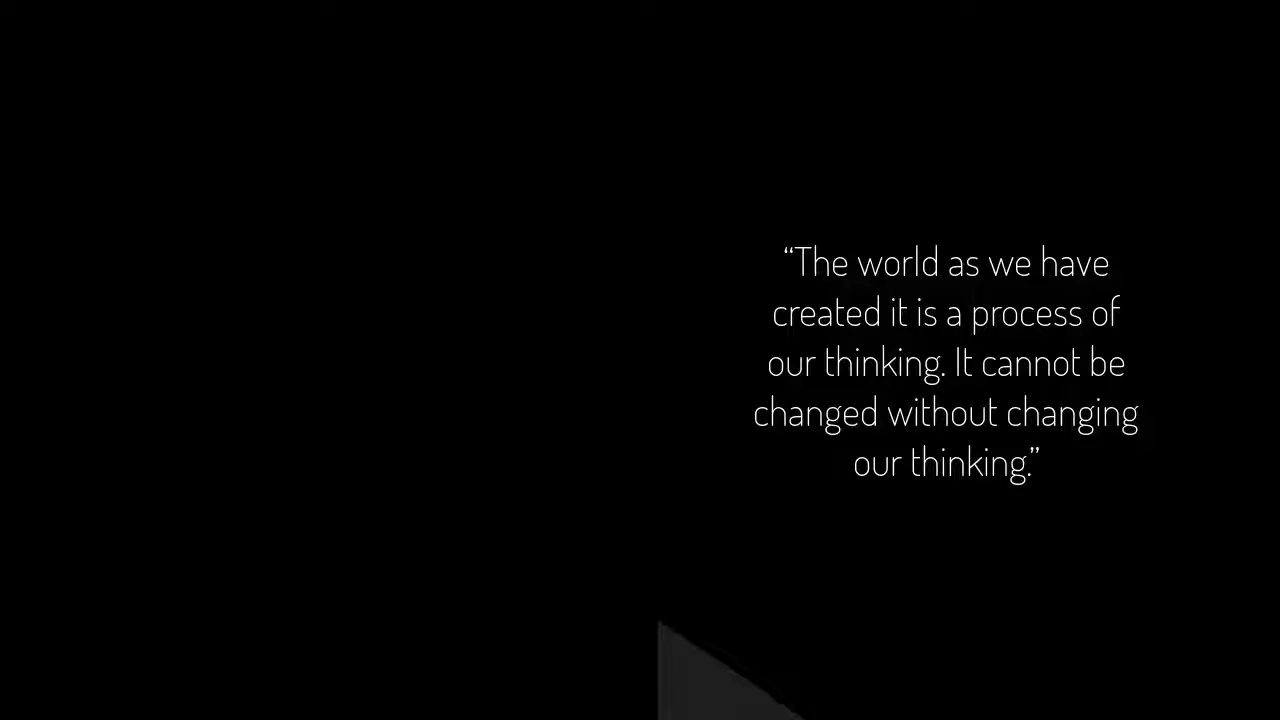 “The world as we have
created it is a process of
our thinking. It cannot be
changed without changing
our thinking.”